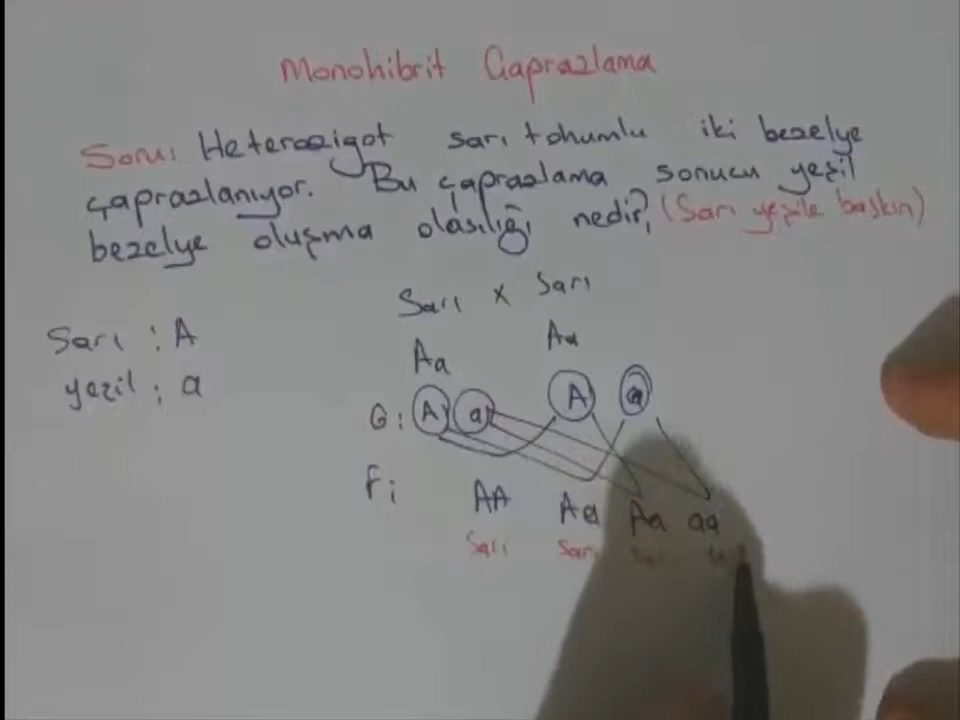 Monohibrit Çaprazlama
Soru: Heterozigot sarı tohumlu iki bezelye
çaprazlanıyor. Bu çaprazlama sonucu yeşil
bezelye oluşma olasılığı nedir? (Sarı yeşile baskın)
Sarı x Sarı
Sarı : A
Aa Aa
yeşil : a
G: A a A a
F1 AA Aa Aa aa
Sarı Sarı Sarı